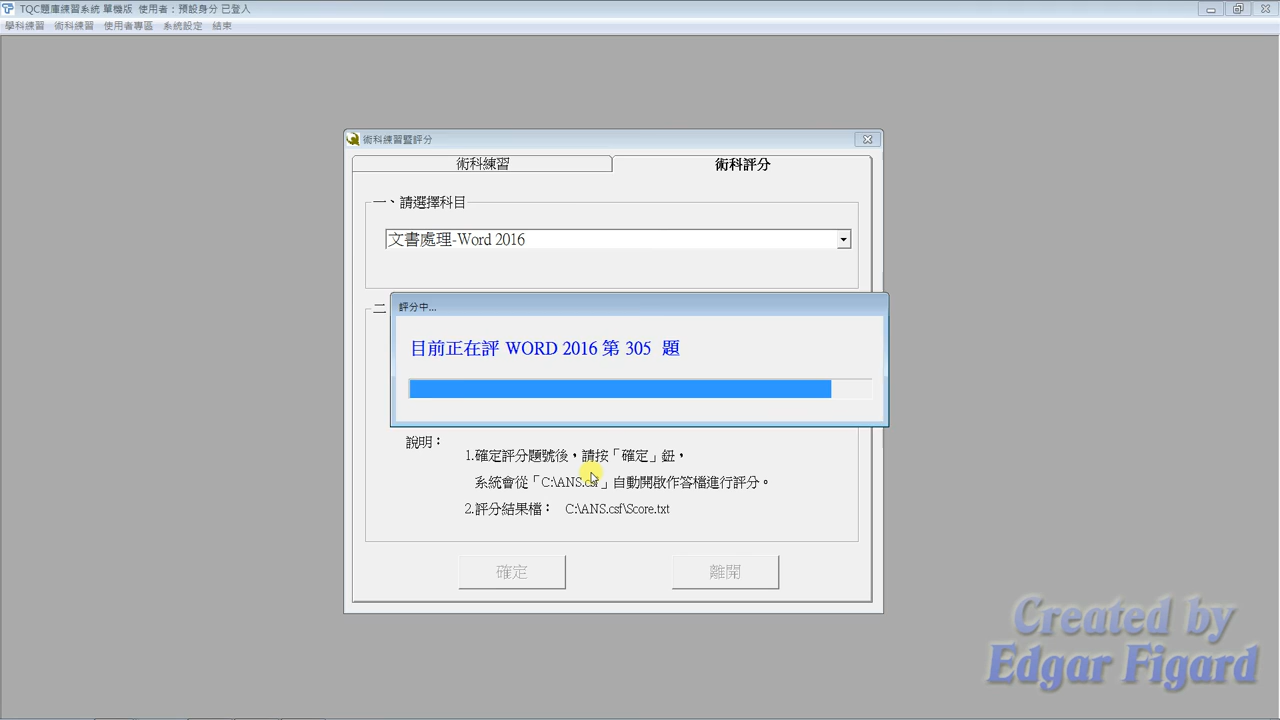 TQC題庫練習系統 單機版 使用者：預設身分 已登入
學科練習 術科練習 使用者專區 系統設定 結束
術科練習暨評分
術科練習 術科評分
一、請選擇科目
文書處理-Word 2016
二
評分中...
目前正在評 WORD 2016 第 305 題
說明：
1.確定評分題號後，請按「確定」鈕，
系統會從「C:\ANS.csf」自動開啟作答檔進行評分。
2.評分結果檔： C:\ANS.csf\Score.txt
確定 離開
Created by
Edgar Figard